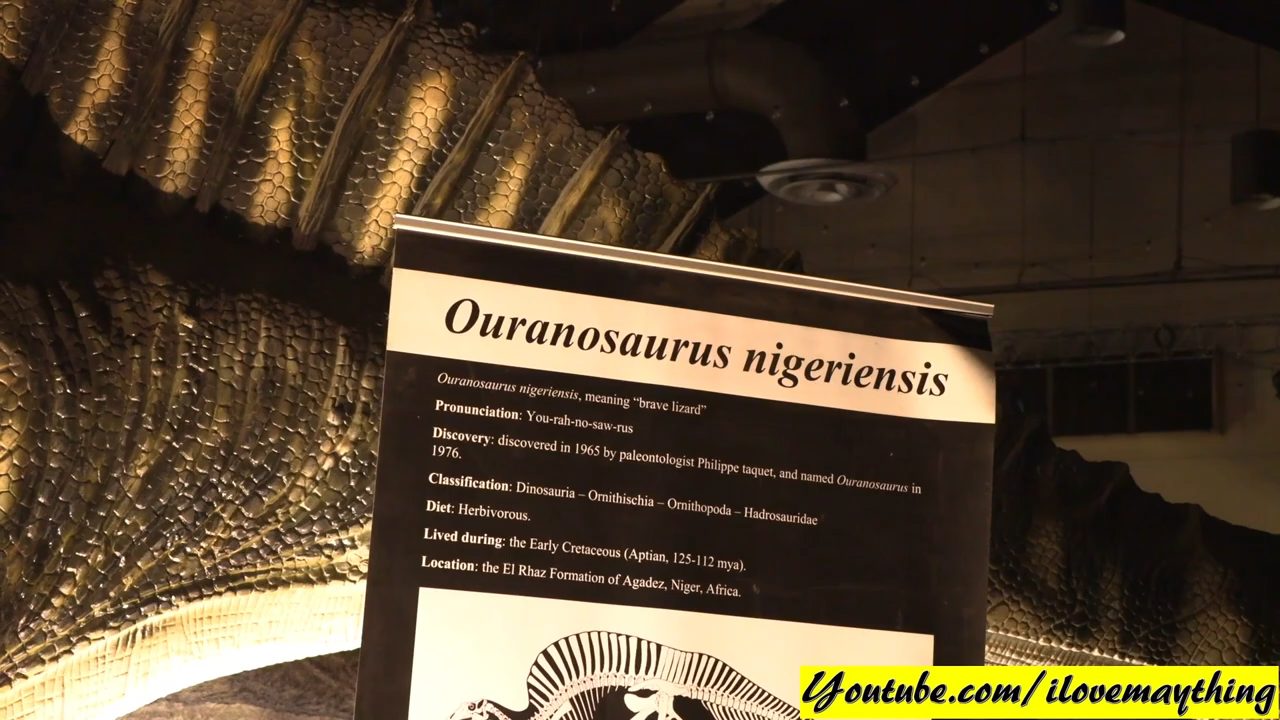 Ouranosaurus nigeriensis
Ouranosaurus nigeriensis, meaning “brave lizard”
Pronunciation: You-rah-no-saw-rus
Discovery: discovered in 1965 by paleontologist Philippe taquet, and named Ouranosaurus in
1976.
Classification: Dinosauria – Ornithischia – Ornithopoda – Hadrosauridae
Diet: Herbivorous.
Lived during: the Early Cretaceous (Aptian, 125-112 mya).
Location: the El Rhaz Formation of Agadez, Niger, Africa.
Youtube.com/ilovemaything